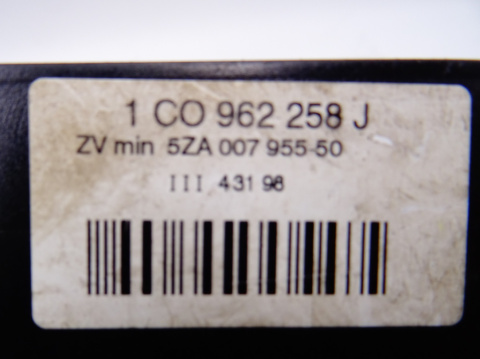 1 CO 962 258 J
ZV min 5ZA 007 955-50
III 431 98